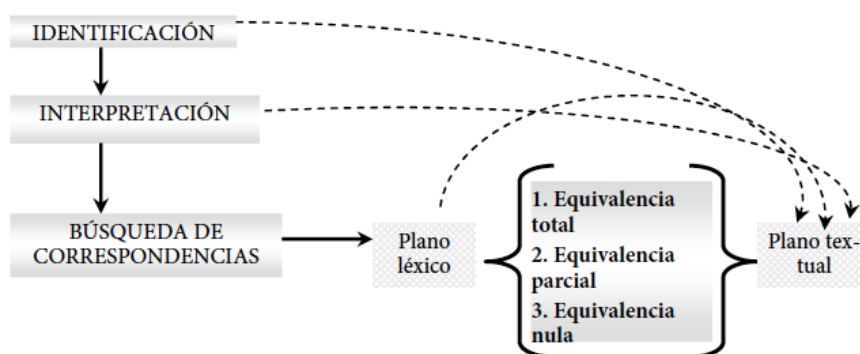 IDENTIFICACIÓN
INTERPRETACIÓN
BÚSQUEDA DE
CORRESPONDENCIAS
Plano
léxico
1. Equivalencia
total
2. Equivalencia
parcial
3. Equivalencia
nula
Plano tex-
tual